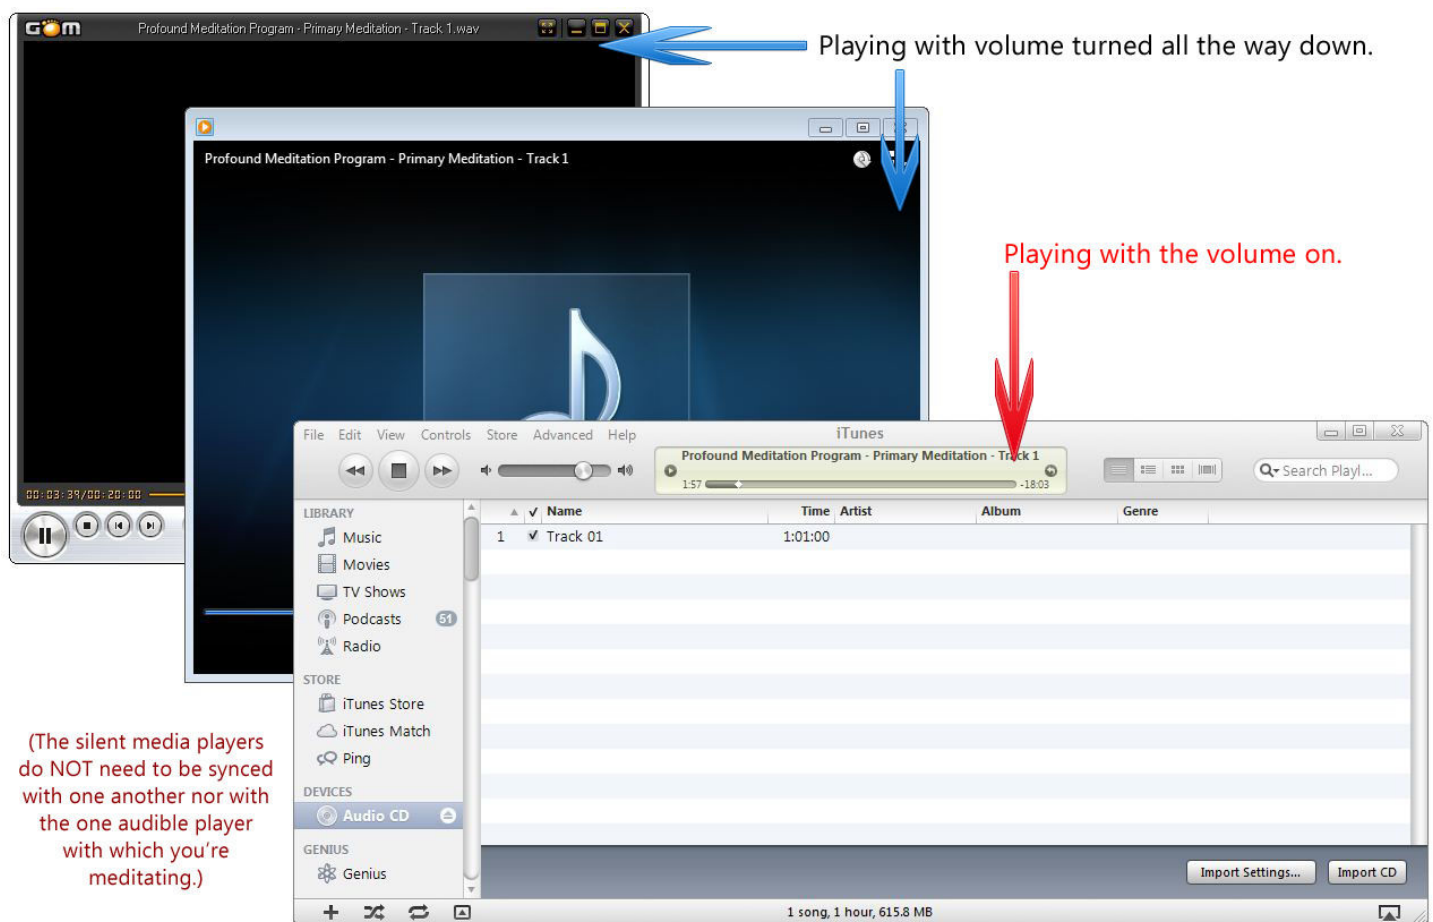 GOM
Profound Meditation Program - Primary Meditation - Track 1.wav
Playing with volume turned all the way down.
Profound Meditation Program - Primary Meditation - Track 1
Playing with the volume on.
00:03:39/00:20:00
File Edit View Controls Store Advanced Help
iTunes
Profound Meditation Program - Primary Meditation - Track 1
1:57
-18:03
Search Playl...
LIBRARY
Music
Movies
TV Shows
Podcasts 51
Radio
STORE
iTunes Store
iTunes Match
Ping
DEVICES
Audio CD
GENIUS
Genius
Name Time Artist Album Genre
1 Track 01 1:01:00
Import Settings... Import CD
1 song, 1 hour, 615.8 MB
(The silent media players
do NOT need to be synced
with one another nor with
the one audible player
with which you're
meditating.)